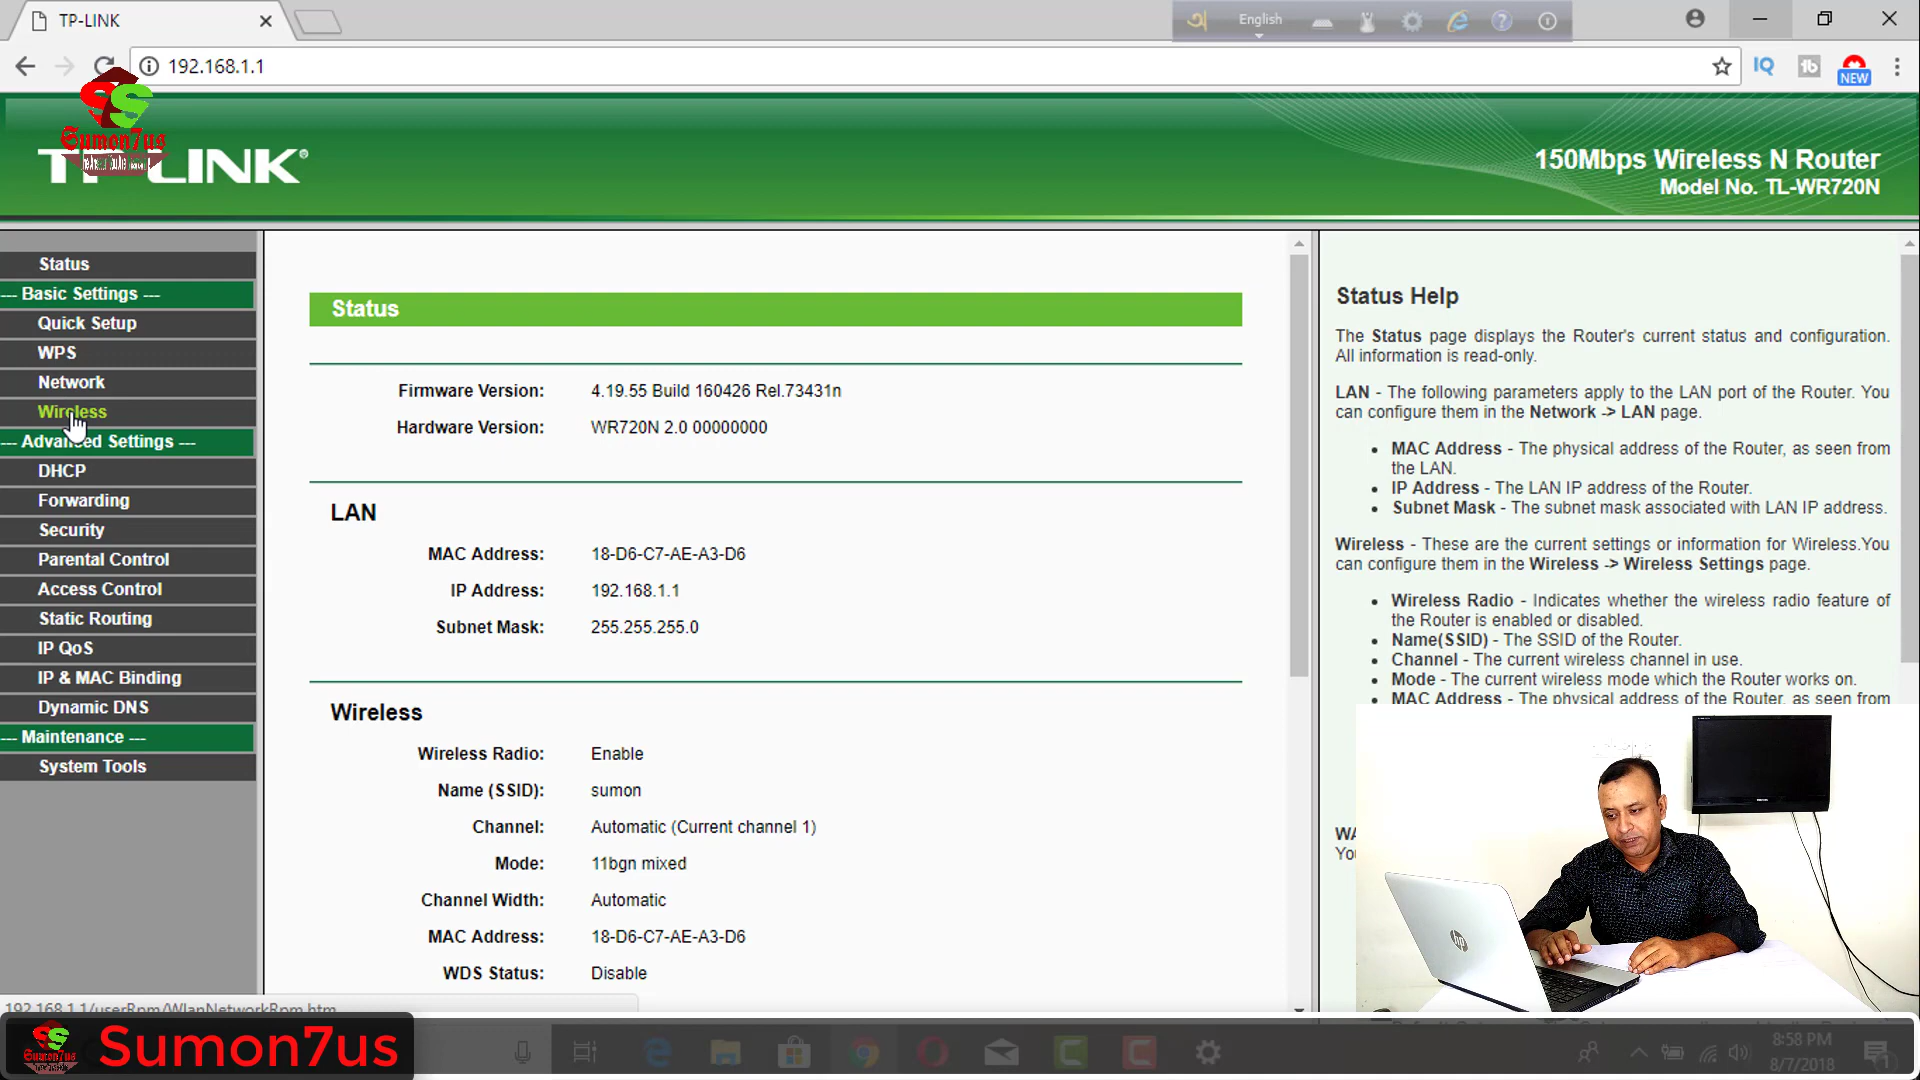 TP-LINK
English
192.168.1.1
IQ
NEW
Sumon7us
TP-LINK®
150Mbps Wireless N Router
Model No. TL-WR720N
Status
--- Basic Settings ---
Quick Setup
WPS
Network
Wireless
--- Advanced Settings ---
DHCP
Forwarding
Security
Parental Control
Access Control
Static Routing
IP QoS
IP & MAC Binding
Dynamic DNS
--- Maintenance ---
System Tools
Status
Firmware Version: 4.19.55 Build 160426 Rel.73431n
Hardware Version: WR720N 2.0 00000000
LAN
MAC Address: 18-D6-C7-AE-A3-D6
IP Address: 192.168.1.1
Subnet Mask: 255.255.255.0
Wireless
Wireless Radio: Enable
Name (SSID): sumon
Channel: Automatic (Current channel 1)
Mode: 11bgn mixed
Channel Width: Automatic
MAC Address: 18-D6-C7-AE-A3-D6
WDS Status: Disable
Status Help
The Status page displays the Router's current status and configuration.
All information is read-only.
LAN - The following parameters apply to the LAN port of the Router. You
can configure them in the Network -> LAN page.
• MAC Address - The physical address of the Router, as seen from
the LAN.
• IP Address - The LAN IP address of the Router.
• Subnet Mask - The subnet mask associated with LAN IP address.
Wireless - These are the current settings or information for Wireless.You
can configure them in the Wireless -> Wireless Settings page.
• Wireless Radio - Indicates whether the wireless radio feature of
the Router is enabled or disabled.
• Name(SSID) - The SSID of the Router.
• Channel - The current wireless channel in use.
• Mode - The current wireless mode which the Router works on.
• MAC Address - The physical address of the Router, as seen from
hp
192.168.1.1/userRpm/WlanNetworkRpm.htm
Sumon7us
8:58 PM
8/7/2018